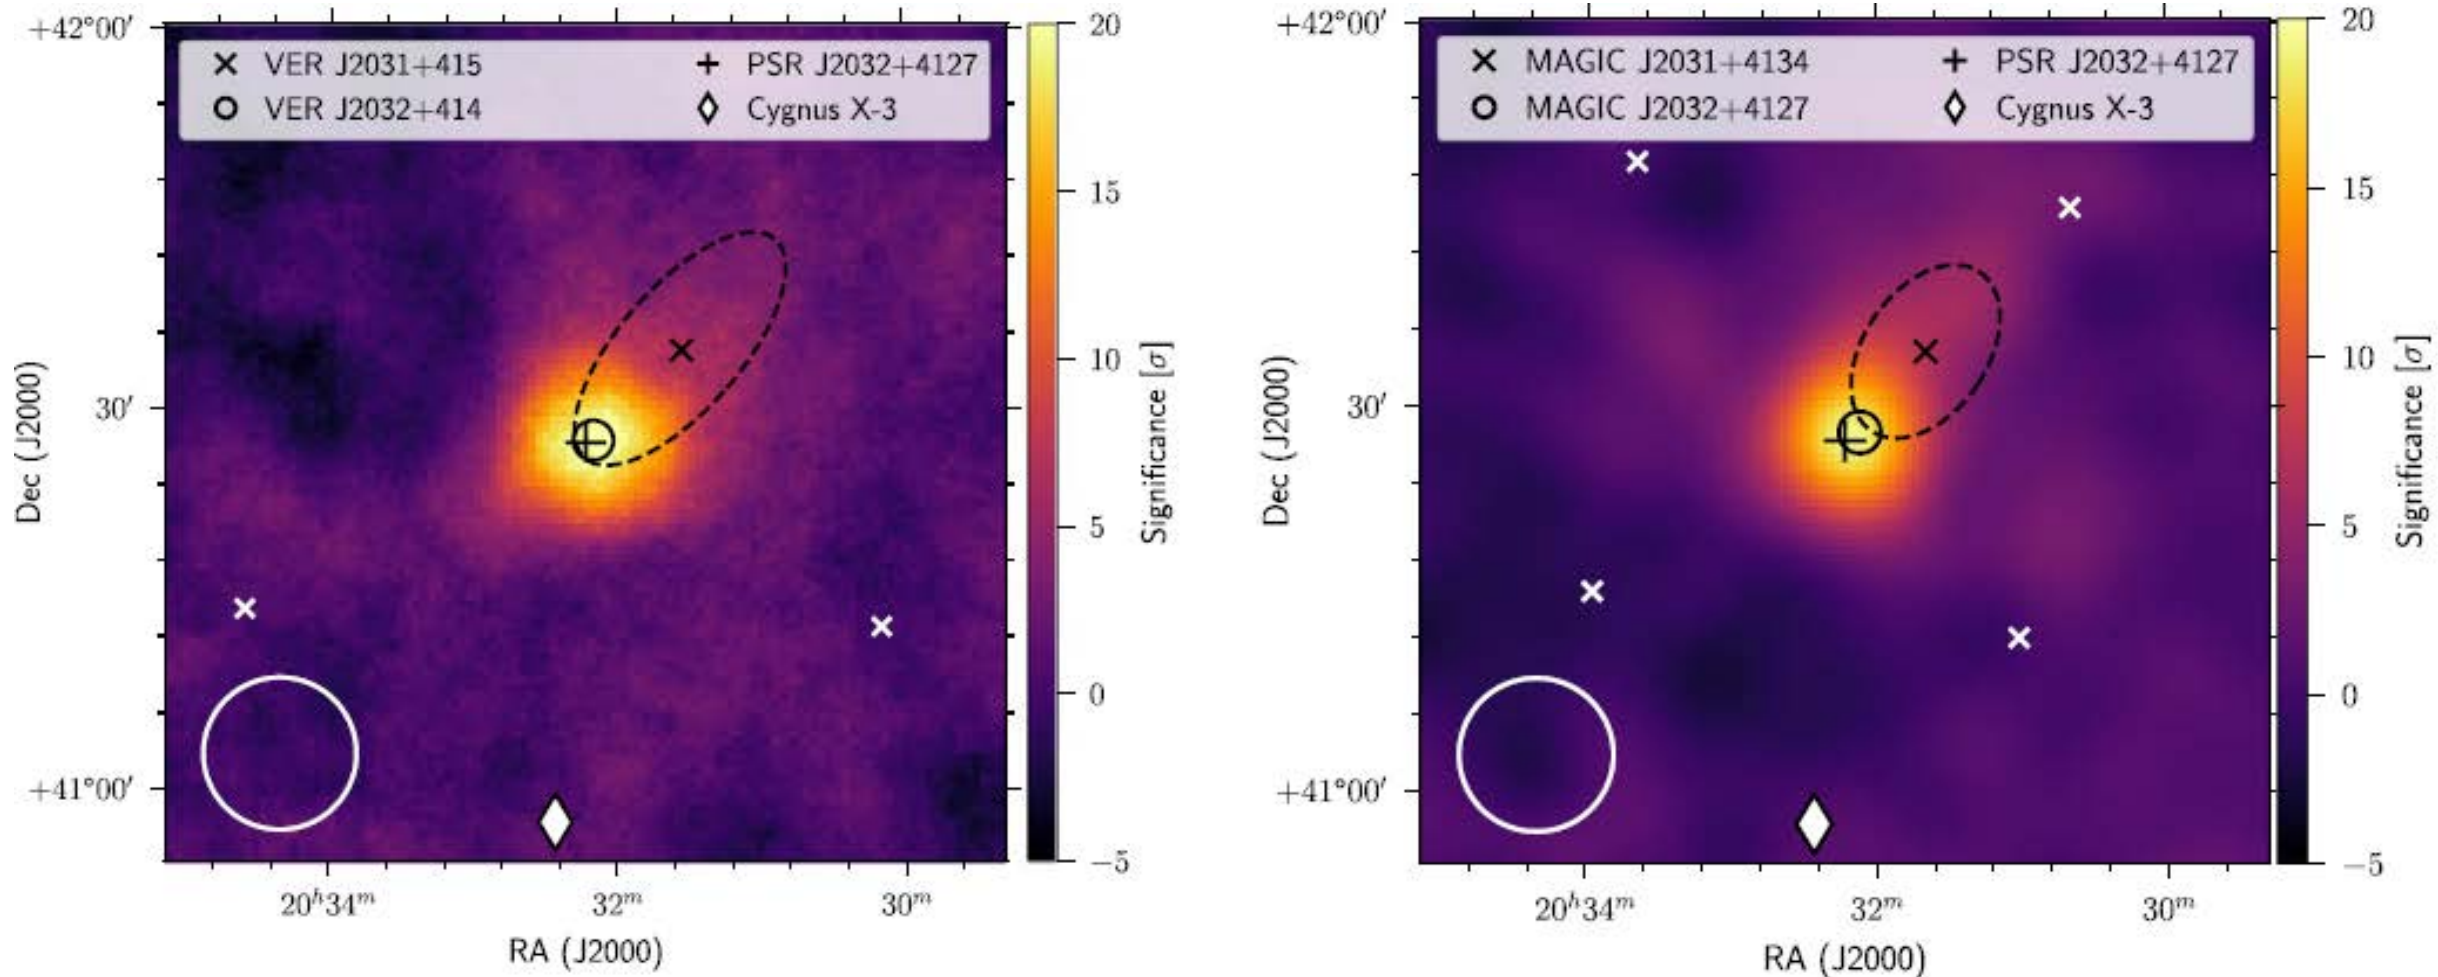 +42°00′
VER J2031+415
PSR J2032+4127
VER J2032+414
Cygnus X-3
Dec (J2000)
30′
+41°00′
20ʰ34ᵐ
32ᵐ
30ᵐ
RA (J2000)
20
15
10
5
0
−5
Significance [σ]
+42°00′
MAGIC J2031+4134
PSR J2032+4127
MAGIC J2032+4127
Cygnus X-3
Dec (J2000)
30′
+41°00′
20ʰ34ᵐ
32ᵐ
30ᵐ
RA (J2000)
20
15
10
5
0
−5
Significance [σ]